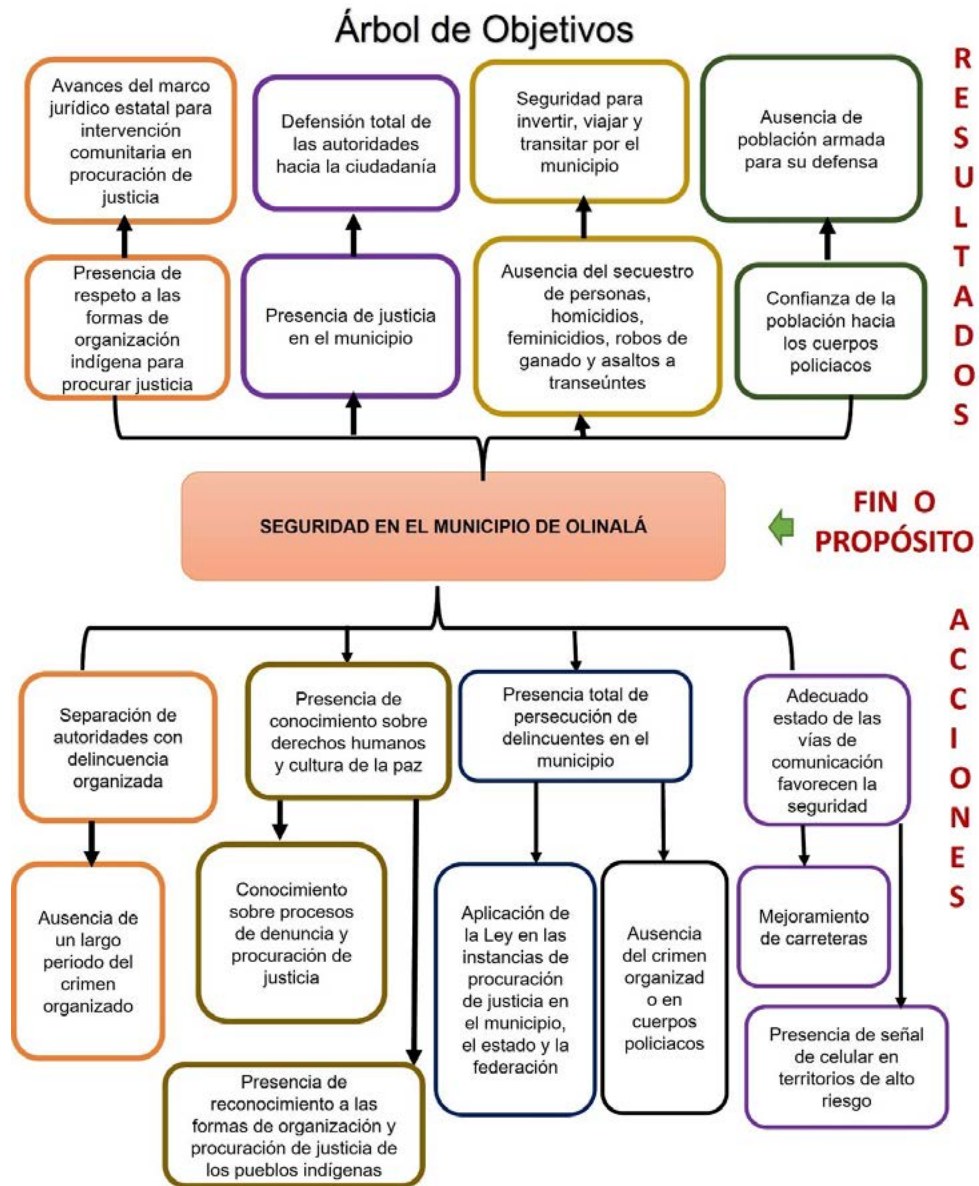 Árbol de Objetivos
Avances del marco
jurídico estatal para
intervención
comunitaria en
procuración de
justicia
Defensión total de
las autoridades
hacia la ciudadanía
Seguridad para
invertir, viajar y
transitar por el
municipio
Ausencia de
población armada
para su defensa
Presencia de
respeto a las
formas de
organización
indígena para
procurar justicia
Presencia de justicia
en el municipio
Ausencia del secuestro
de personas,
homicidios,
feminicidios, robos de
ganado y asaltos a
transeúntes
Confianza de la
población hacia
los cuerpos
policiacos
RESULTADOS
SEGURIDAD EN EL MUNICIPIO DE OLINALÁ
FIN O
PROPÓSITO
Separación de
autoridades con
delincuencia
organizada
Presencia de
conocimiento sobre
derechos humanos
y cultura de la paz
Presencia total de
persecución de
delincuentes en el
municipio
Adecuado
estado de las
vías de
comunicación
favorecen la
seguridad
Ausencia de
un largo
periodo del
crimen
organizado
Conocimiento
sobre procesos
de denuncia y
procuración de
justicia
Presencia de
reconocimiento a las
formas de organización y
procuración de justicia de
los pueblos indígenas
Aplicación de
la Ley en las
instancias de
procuración
de justicia en
el municipio,
el estado y la
federación
Ausencia
del crimen
organizad
o en
cuerpos
policiacos
Mejoramiento
de carreteras
Presencia de señal
de celular en
territorios de alto
riesgo
ACCIONES